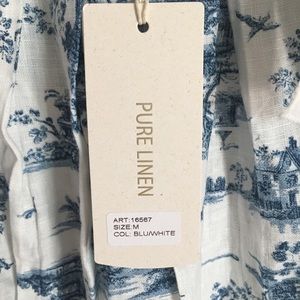 PURE LINEN
ART:16567
SIZE:M
COL: BLU/WHITE